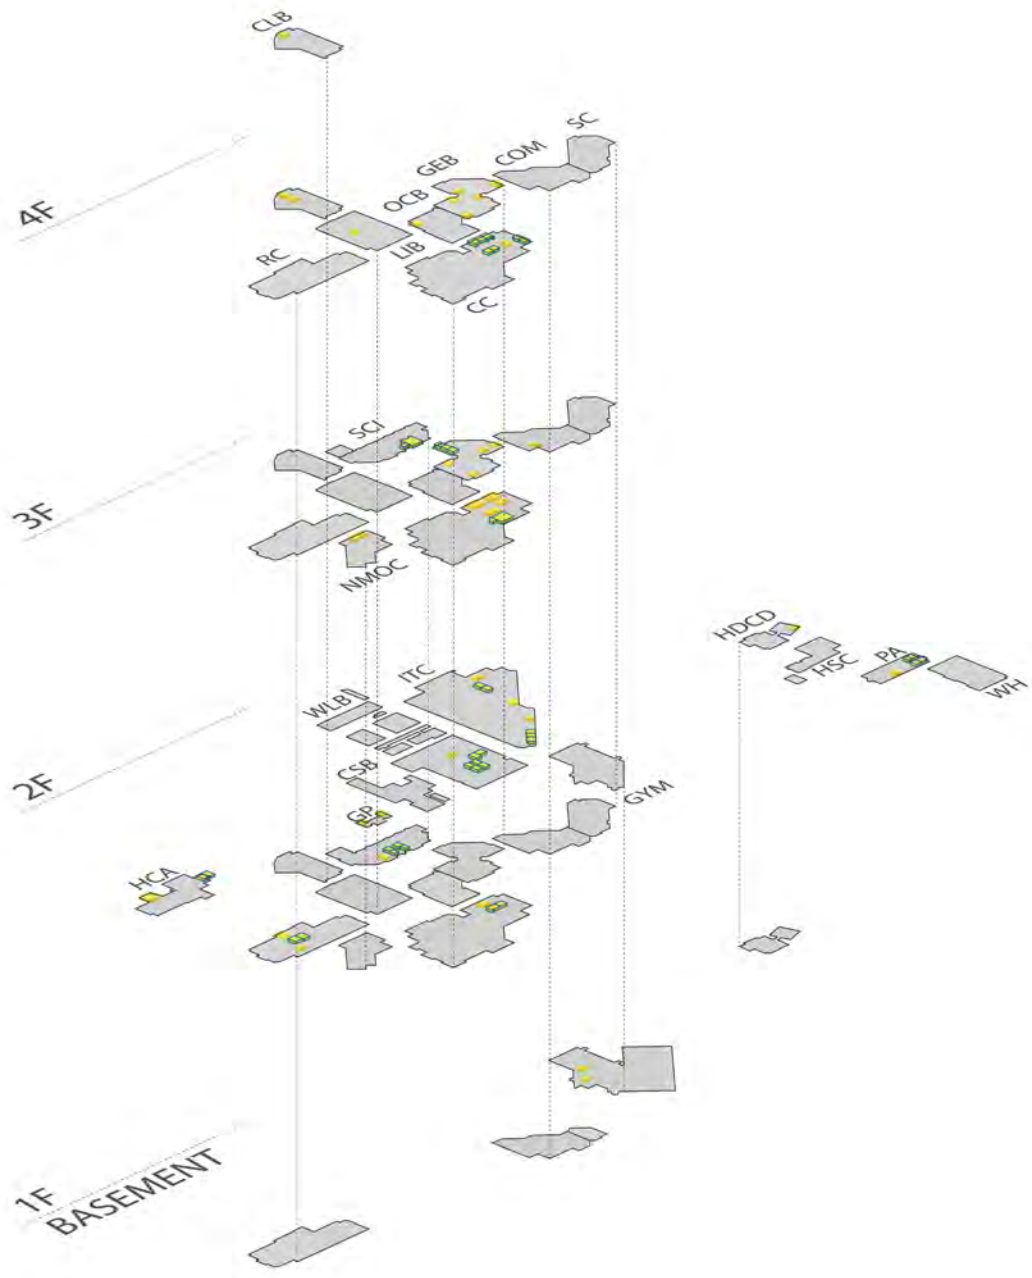 CLB
SC
COM
GEB
OCB
4F
LIB
RC
CC
SCI
3F
NMOC
HDCD
PA
HSC
WH
ITC
WLB
CSB
2F
GYM
GP
HCA
1F
BASEMENT